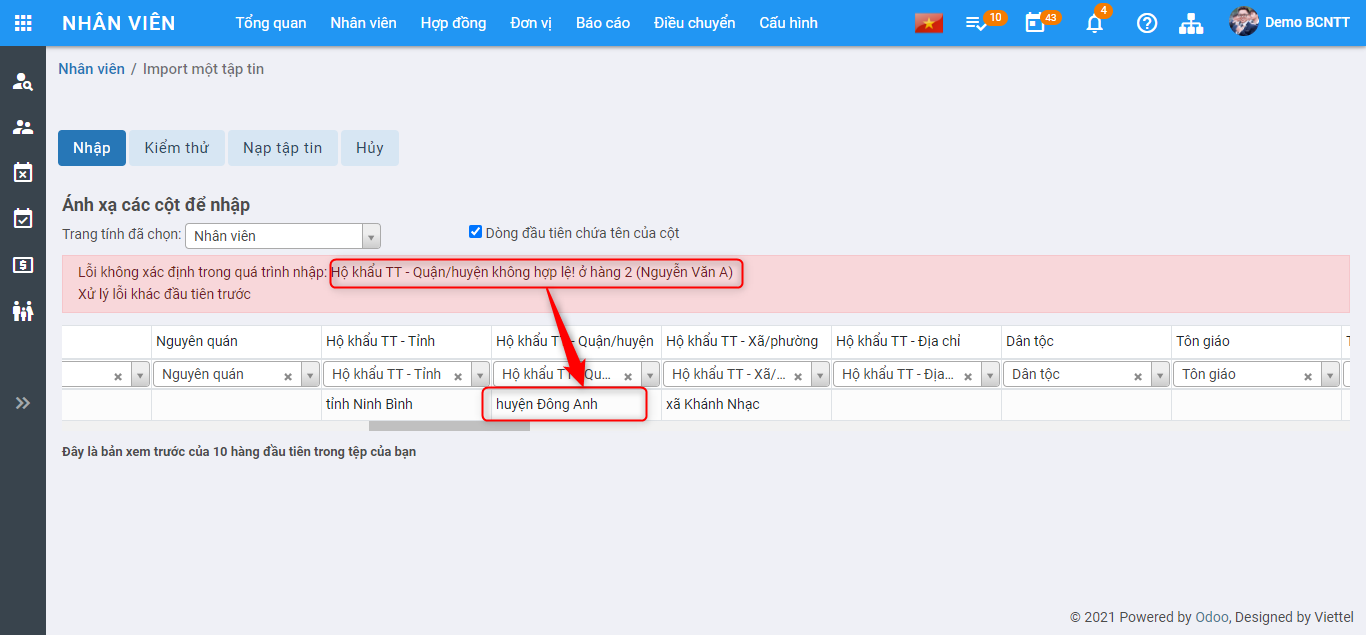 NHÂN VIÊN Tổng quan Nhân viên Hợp đồng Đơn vị Báo cáo Điều chuyển Cấu hình 10 43 4 Demo BCNTT
Nhân viên / Import một tập tin
Nhập Kiểm thử Nạp tập tin Hủy
Ánh xạ các cột để nhập
Trang tính đã chọn: Nhân viên Dòng đầu tiên chứa tên của cột
Lỗi không xác định trong quá trình nhập: Hộ khẩu TT - Quận/huyện không hợp lệ! ở hàng 2 (Nguyễn Văn A)
Xử lý lỗi khác đầu tiên trước
Nguyên quán Hộ khẩu TT - Tỉnh Hộ khẩu TT - Quận/huyện Hộ khẩu TT - Xã/phường Hộ khẩu TT - Địa chỉ Dân tộc Tôn giáo
Nguyên quán Hộ khẩu TT - Tỉnh Hộ khẩu TT - Qu... Hộ khẩu TT - Xã/... Hộ khẩu TT - Địa... Dân tộc Tôn giáo
tỉnh Ninh Bình huyện Đông Anh xã Khánh Nhạc
Đây là bản xem trước của 10 hàng đầu tiên trong tệp của bạn
© 2021 Powered by Odoo, Designed by Viettel